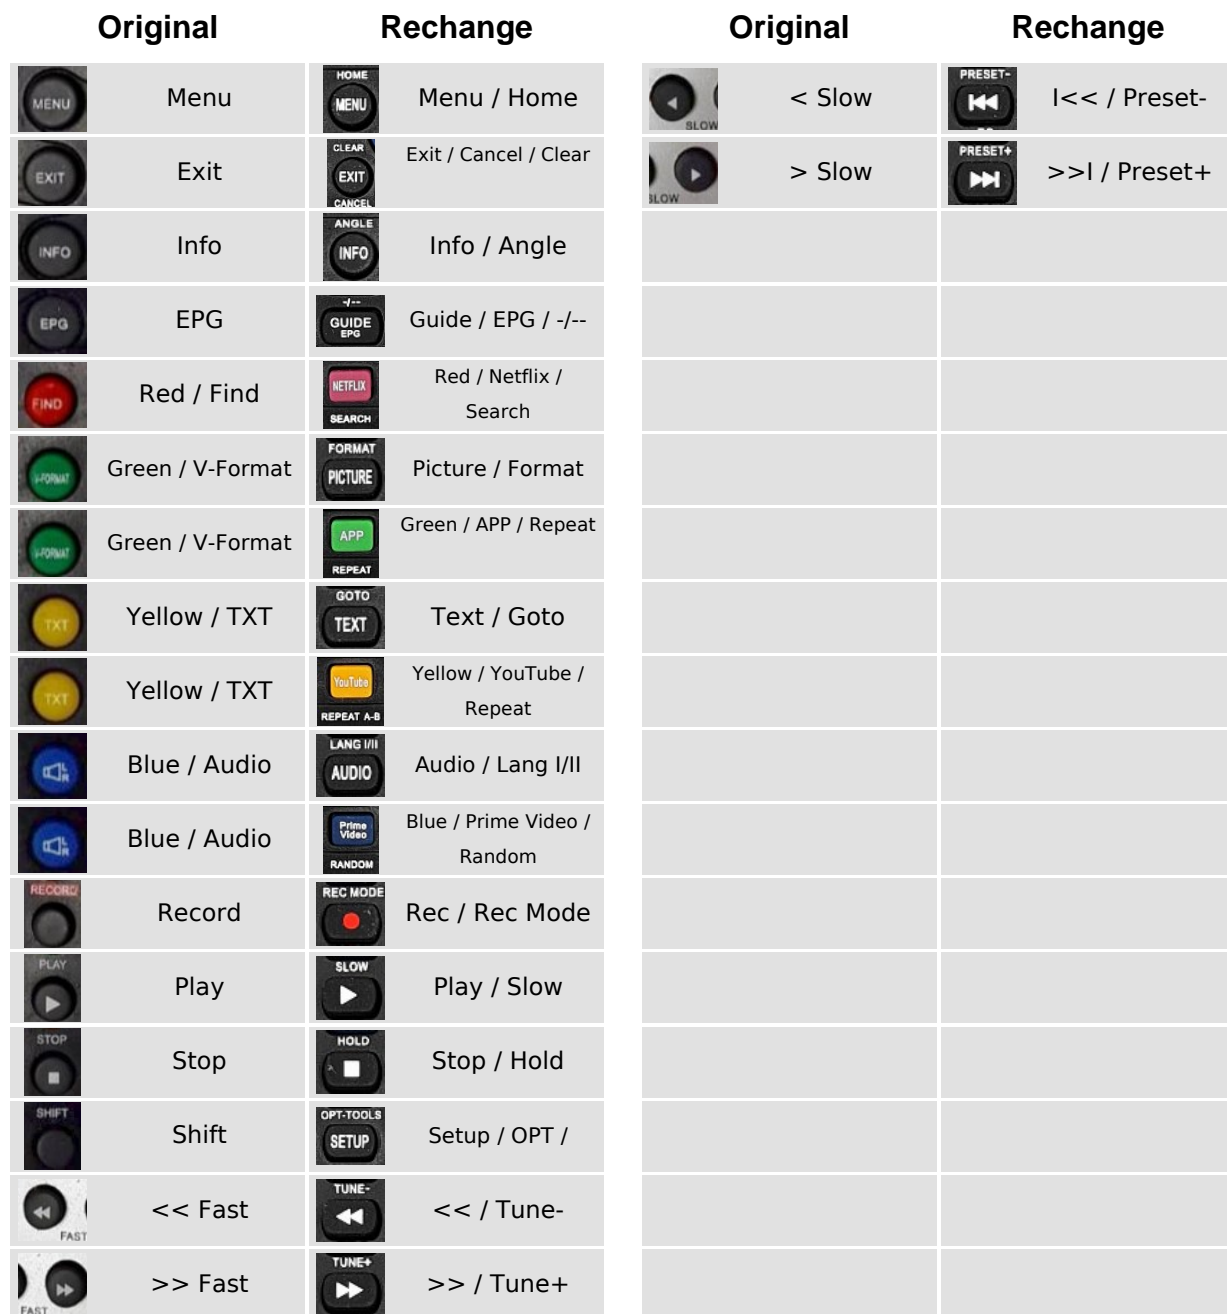 Original Rechange Original Rechange
MENU Menu HOME MENU Menu / Home SLOW < Slow PRESET- I<< / Preset-
EXIT Exit CLEAR EXIT CANCEL Exit / Cancel / Clear SLOW > Slow PRESET+ >>I / Preset+
INFO Info ANGLE INFO Info / Angle
EPG EPG -/-- GUIDE EPG Guide / EPG / -/--
FIND Red / Find NETFLIX SEARCH Red / Netflix /
Search
V-FORMAT Green / V-Format FORMAT PICTURE Picture / Format
V-FORMAT Green / V-Format APP REPEAT Green / APP / Repeat
TXT Yellow / TXT GOTO TEXT Text / Goto
TXT Yellow / TXT YouTube REPEAT A-B Yellow / YouTube /
Repeat
Blue / Audio LANG I/II AUDIO Audio / Lang I/II
Blue / Audio Prime Video RANDOM Blue / Prime Video /
Random
RECORD Record REC MODE Rec / Rec Mode
PLAY Play SLOW Play / Slow
STOP Stop HOLD Stop / Hold
SHIFT Shift OPT-TOOLS SETUP Setup / OPT /
FAST << Fast TUNE- << / Tune-
FAST >> Fast TUNE+ >> / Tune+